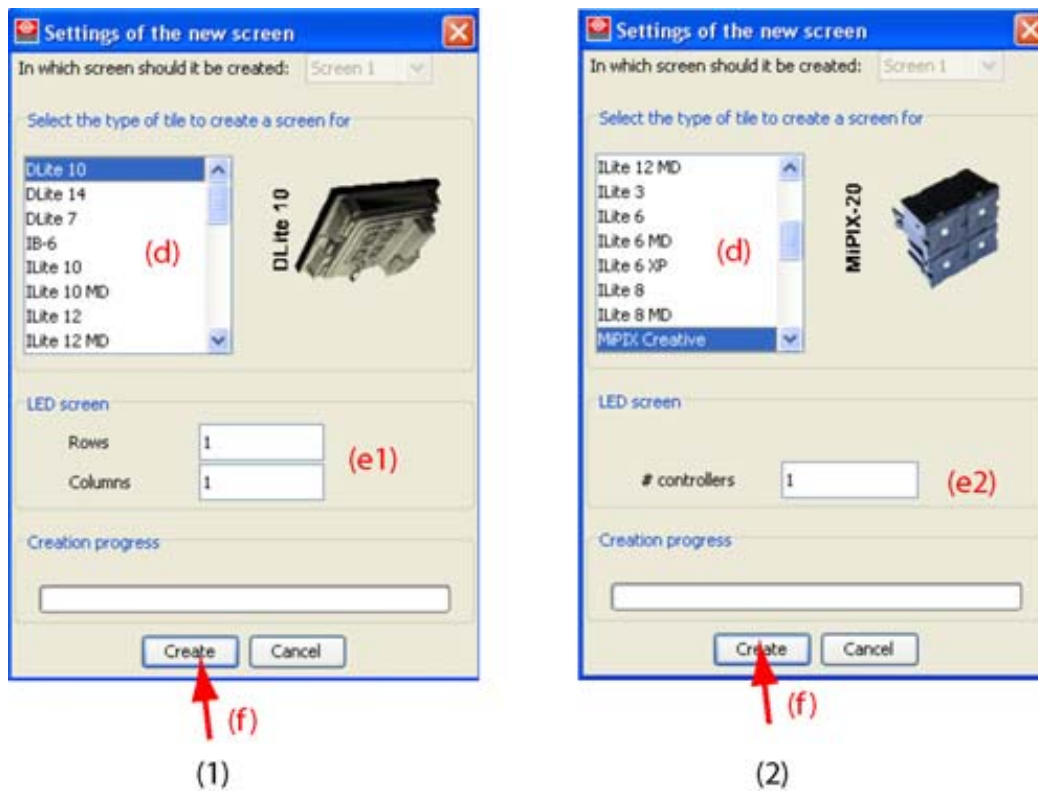 Settings of the new screen
In which screen should it be created: Screen 1
Select the type of tile to create a screen for
DLite 10
DLite 14
DLite 7
IB-6
ILite 10
ILite 10 MD
ILite 12
ILite 12 MD
(d)
DLite 10
LED screen
Rows 1
Columns 1
(e1)
Creation progress
Create Cancel
(f)
(1)
Settings of the new screen
In which screen should it be created: Screen 1
Select the type of tile to create a screen for
ILite 12 MD
ILite 3
ILite 6
ILite 6 MD
ILite 6 XP
ILite 8
ILite 8 MD
MiPIX Creative
(d)
MiPIX-20
LED screen
# controllers 1
(e2)
Creation progress
Create Cancel
(f)
(2)